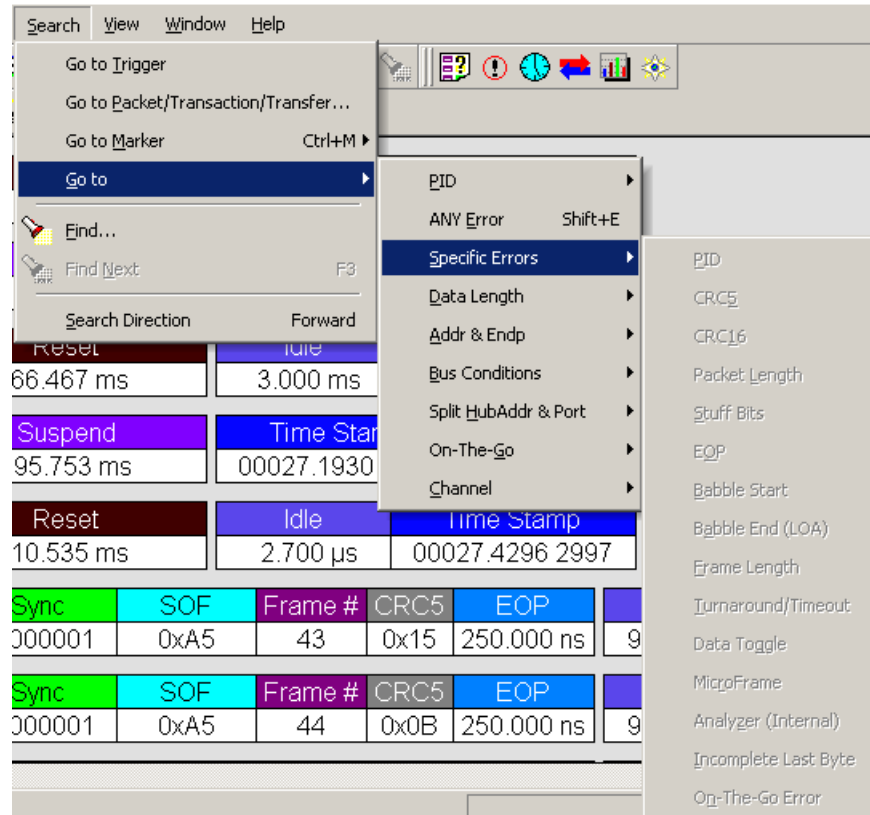 Search View Window Help
Go to Trigger
Go to Packet/Transaction/Transfer...
Go to Marker Ctrl+M
Go to
Find...
Find Next F3
Search Direction Forward
PID
ANY Error Shift+E
Specific Errors
Data Length
Addr & Endp
Bus Conditions
Split HubAddr & Port
On-The-Go
Channel
PID
CRC5
CRC16
Packet Length
Stuff Bits
EOP
Babble Start
Babble End (LOA)
Frame Length
Turnaround/Timeout
Data Toggle
MicroFrame
Analyzer (Internal)
Incomplete Last Byte
On-The-Go Error
Reset Idle
66.467 ms 3.000 ms
Suspend Time Star
95.753 ms 00027.1930
Reset Idle Time Stamp
10.535 ms 2.700 µs 00027.4296 2997
Sync SOF Frame # CRC5 EOP
000001 0xA5 43 0x15 250.000 ns 9
Sync SOF Frame # CRC5 EOP
000001 0xA5 44 0x0B 250.000 ns 9